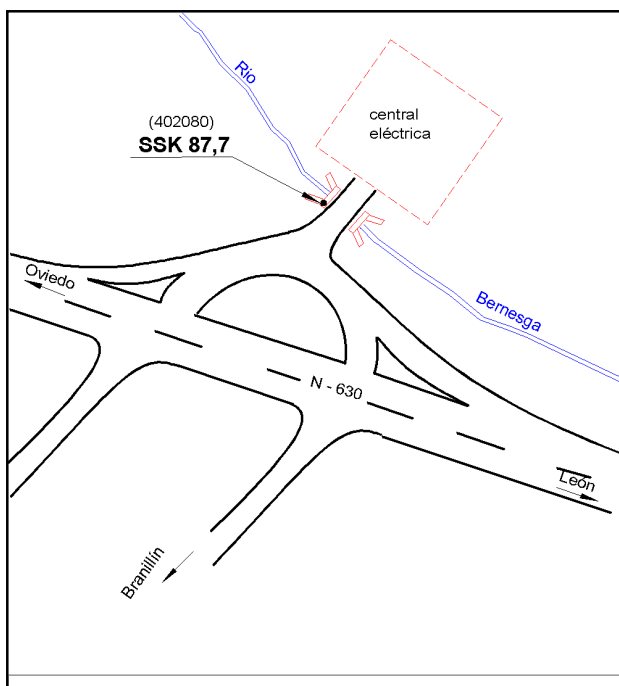 Rio
central
eléctrica
(402080)
SSK 87,7
Oviedo
Bernesga
N - 630
León
Branillín